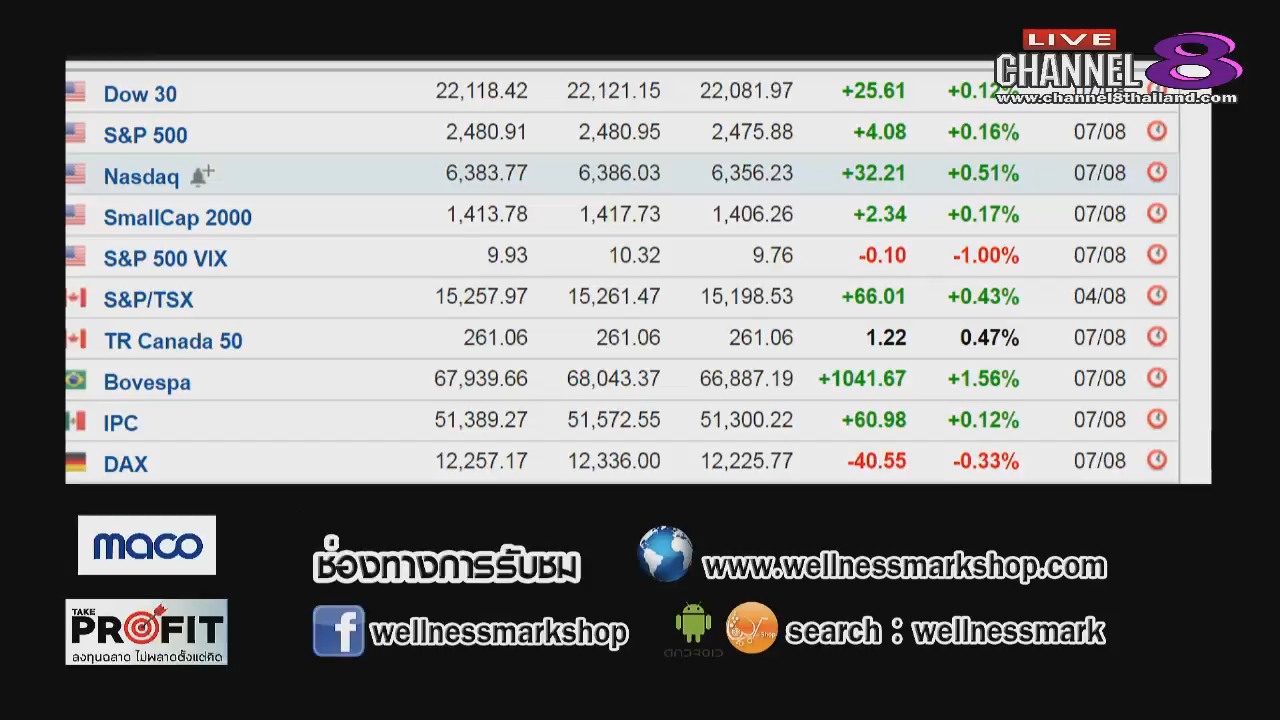 LIVE
CHANNEL 8
www.channel8thailand.com
Dow 30 22,118.42 22,121.15 22,081.97 +25.61 +0.12% 07/08
S&P 500 2,480.91 2,480.95 2,475.88 +4.08 +0.16% 07/08
Nasdaq 6,383.77 6,386.03 6,356.23 +32.21 +0.51% 07/08
SmallCap 2000 1,413.78 1,417.73 1,406.26 +2.34 +0.17% 07/08
S&P 500 VIX 9.93 10.32 9.76 -0.10 -1.00% 07/08
S&P/TSX 15,257.97 15,261.47 15,198.53 +66.01 +0.43% 04/08
TR Canada 50 261.06 261.06 261.06 1.22 0.47% 07/08
Bovespa 67,939.66 68,043.37 66,887.19 +1041.67 +1.56% 07/08
IPC 51,389.27 51,572.55 51,300.22 +60.98 +0.12% 07/08
DAX 12,257.17 12,336.00 12,225.77 -40.55 -0.33% 07/08
maco
ช่องทางการรับชม
www.wellnessmarkshop.com
TAKE
PROFIT
ลงทุนฉลาด ไม่พลาดตั้งแต่คิด
wellnessmarkshop
ANDROID
search : wellnessmark